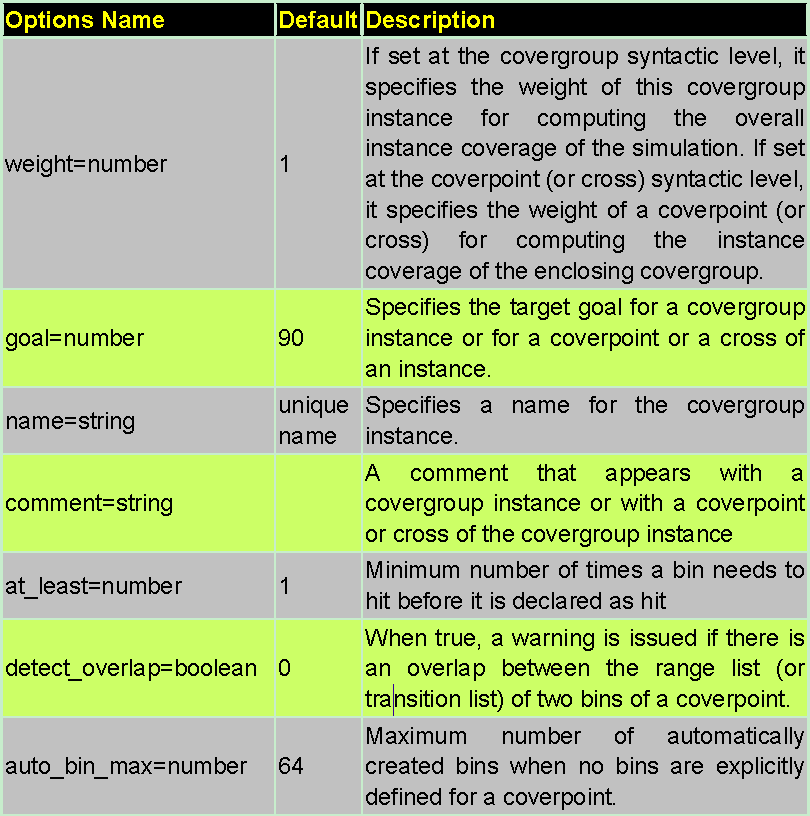 Options Name Default Description
If set at the covergroup syntactic level, it
specifies the weight of this covergroup
instance for computing the overall
instance coverage of the simulation. If set
weight=number 1 at the coverpoint (or cross) syntactic level,
it specifies the weight of a coverpoint (or
cross) for computing the instance
coverage of the enclosing covergroup.
Specifies the target goal for a covergroup
goal=number 90 instance or for a coverpoint or a cross of
an instance.
name=string unique name Specifies a name for the covergroup
instance.
A comment that appears with a
comment=string covergroup instance or with a coverpoint
or cross of the covergroup instance
at_least=number 1 Minimum number of times a bin needs to
hit before it is declared as hit
When true, a warning is issued if there is
detect_overlap=boolean 0 an overlap between the range list (or
transition list) of two bins of a coverpoint.
Maximum number of automatically
auto_bin_max=number 64 created bins when no bins are explicitly
defined for a coverpoint.